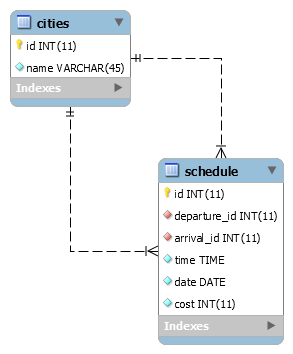 cities
id INT(11)
name VARCHAR(45)
Indexes
schedule
id INT(11)
departure_id INT(11)
arrival_id INT(11)
time TIME
date DATE
cost INT(11)
Indexes